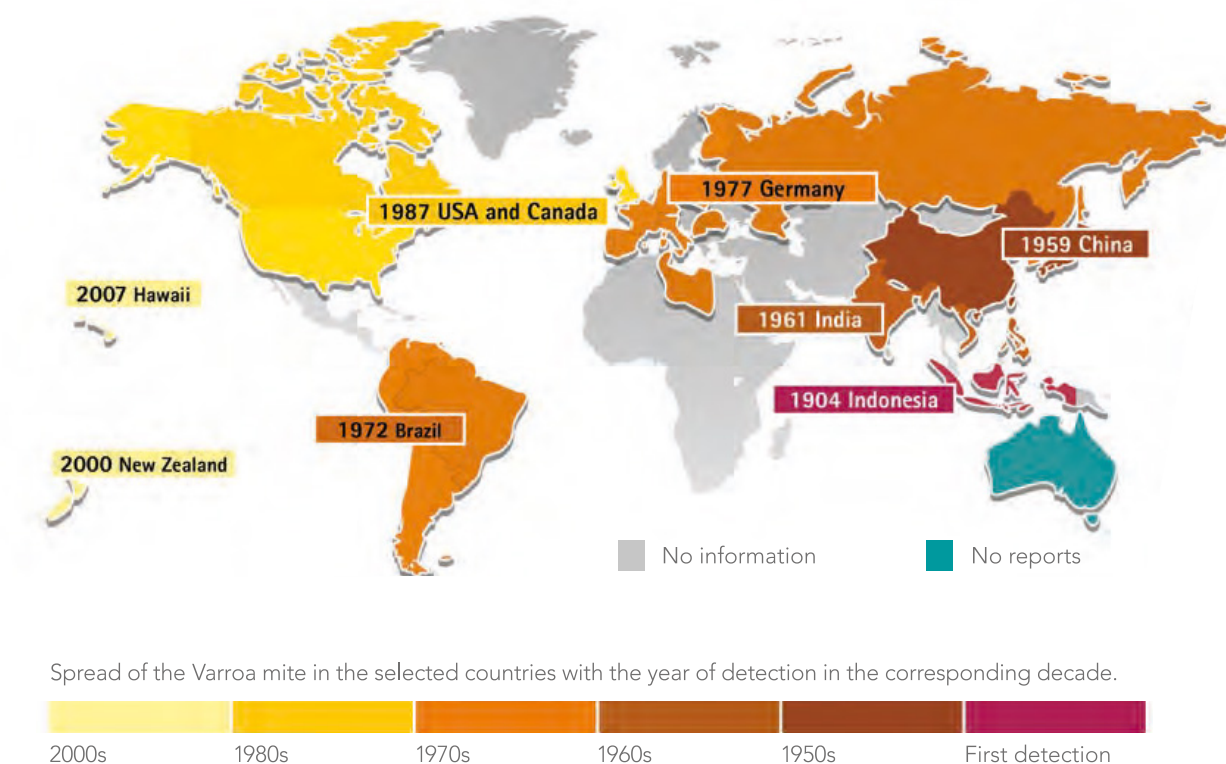 1977 Germany
1987 USA and Canada
1959 China
2007 Hawaii
1961 India
1904 Indonesia
1972 Brazil
2000 New Zealand
No information
No reports
Spread of the Varroa mite in the selected countries with the year of detection in the corresponding decade.
2000s
1980s
1970s
1960s
1950s
First detection